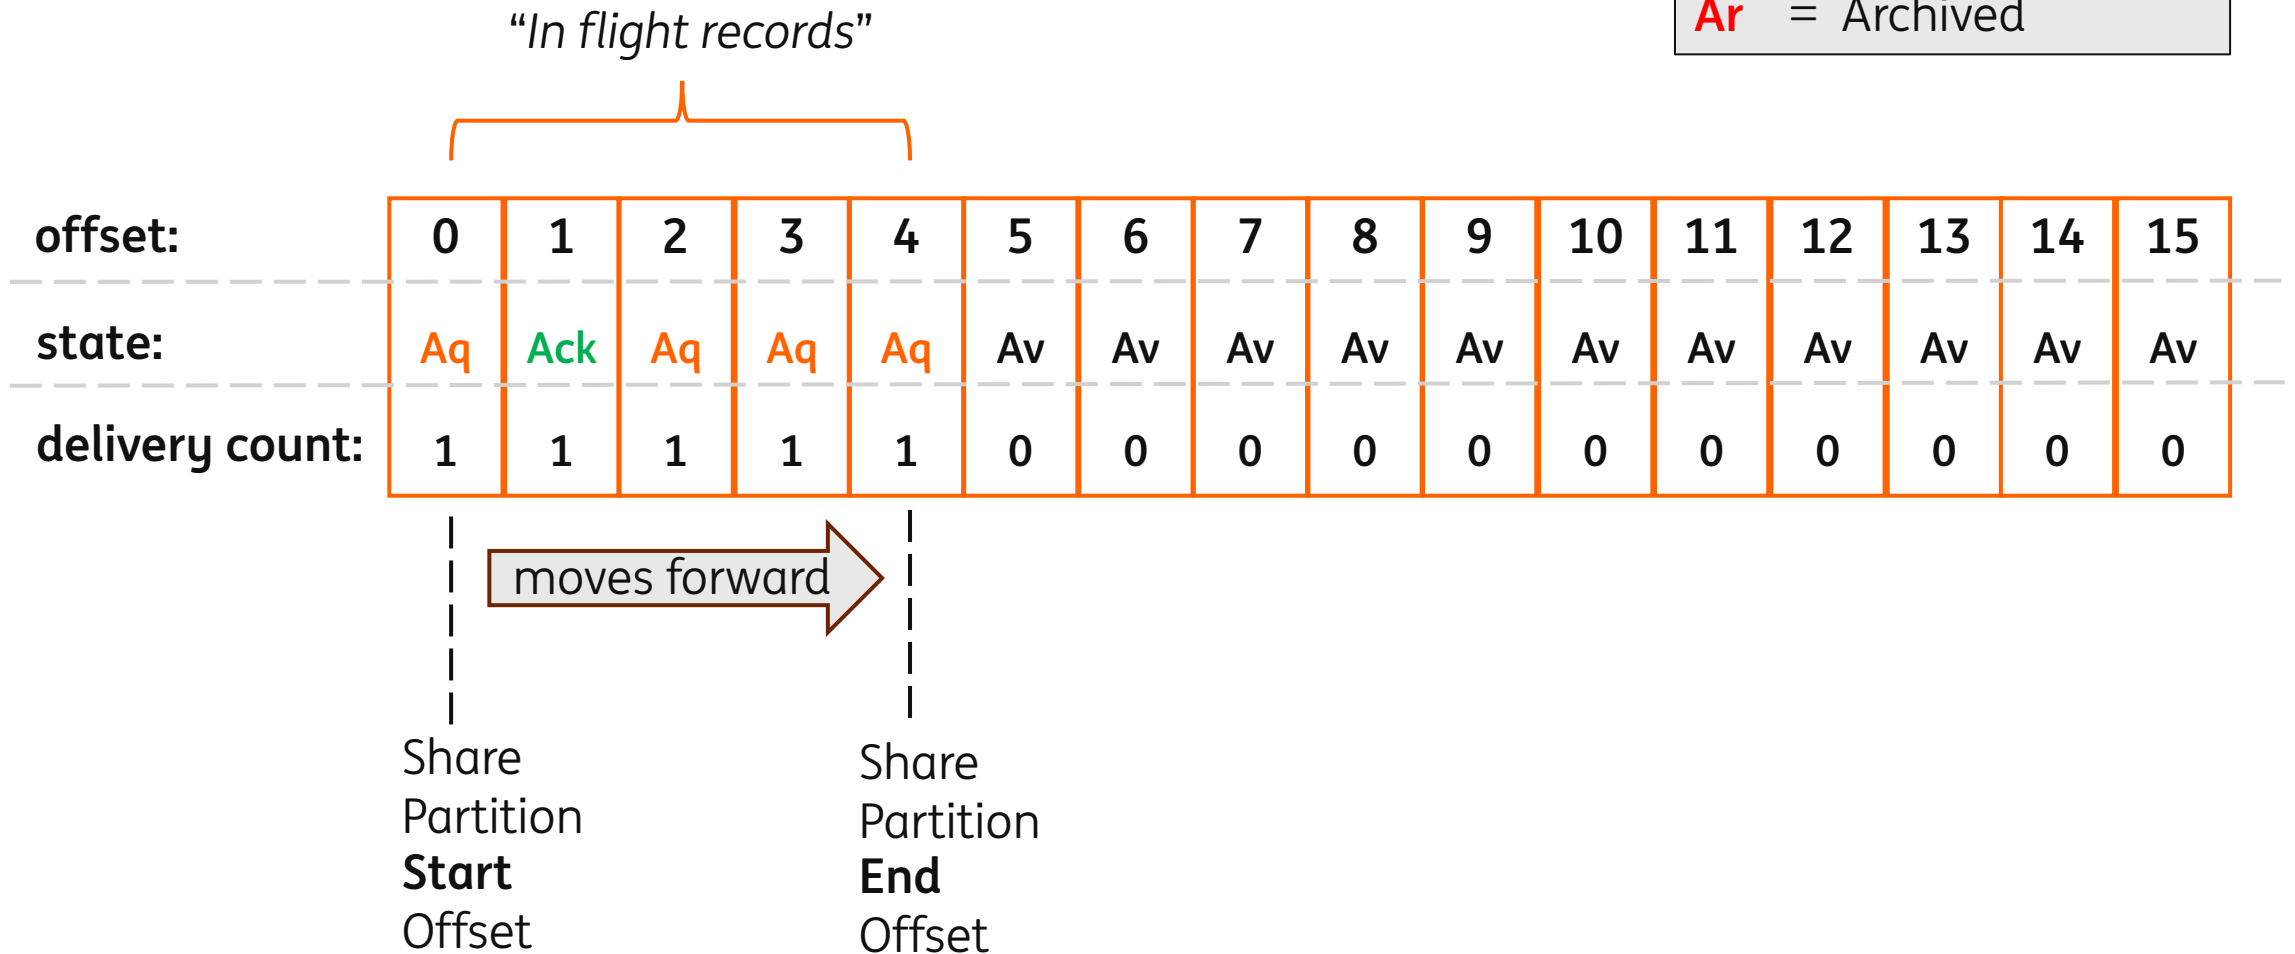 “In flight records”
Ar = Archived
offset: 0 1 2 3 4 5 6 7 8 9 10 11 12 13 14 15
state: Aq Ack Aq Aq Aq Av Av Av Av Av Av Av Av Av Av Av
delivery count: 1 1 1 1 1 0 0 0 0 0 0 0 0 0 0 0
moves forward
Share
Partition
Start
Offset
Share
Partition
End
Offset